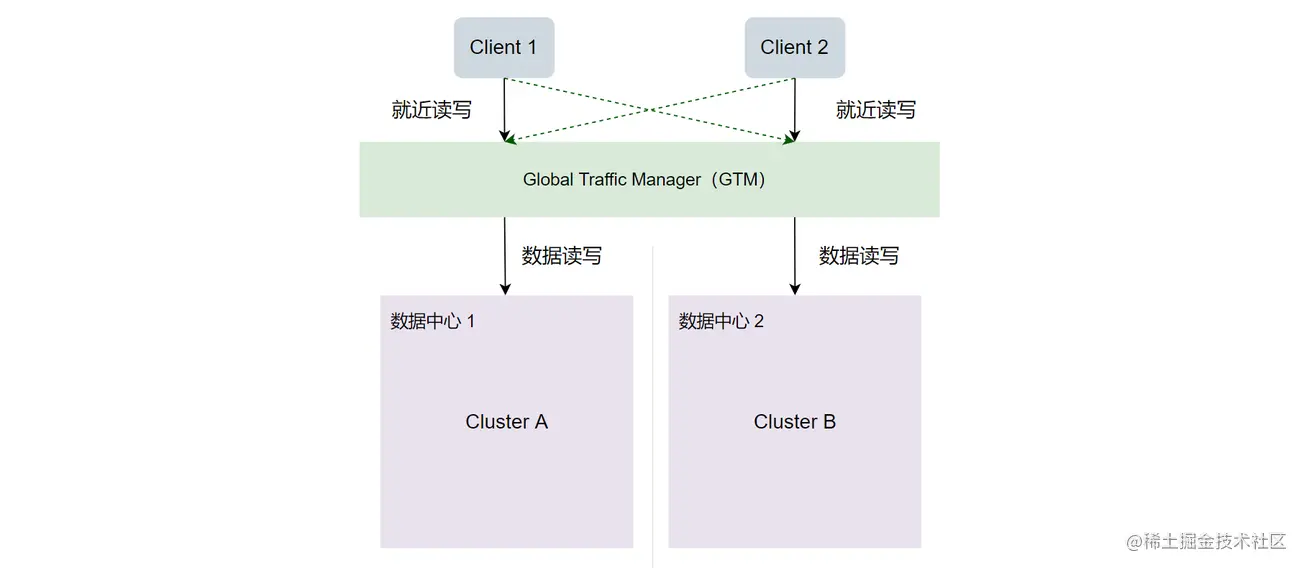 Client 1
Client 2
就近读写
就近读写
Global Traffic Manager（GTM）
数据读写
数据读写
数据中心 1
数据中心 2
Cluster A
Cluster B
@稀土掘金技术社区